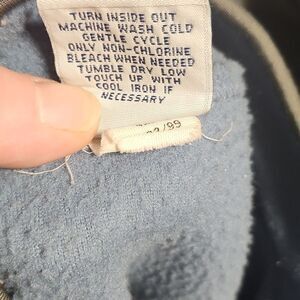 TURN INSIDE OUT
MACHINE WASH COLD
GENTLE CYCLE
ONLY NON-CHLORINE
BLEACH WHEN NEEDED
TUMBLE DRY LOW
TOUCH UP WITH
COOL IRON IF
NECESSARY
/99